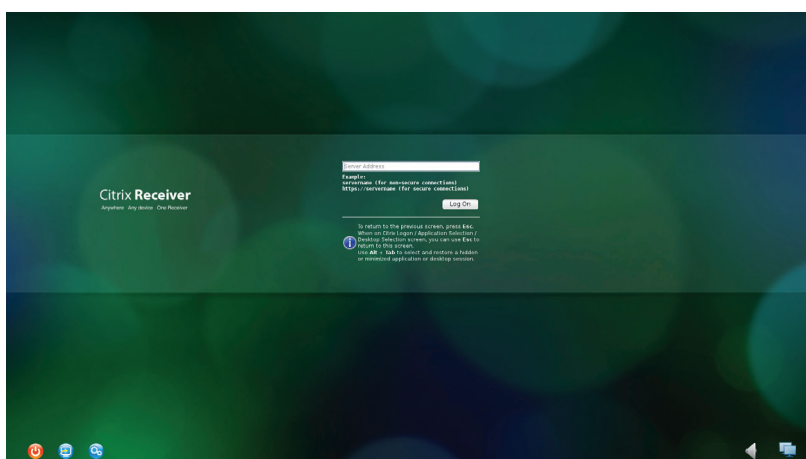 Server Address
Example:
servername (for non-secure connections)
https://servername (for secure connections)
Citrix Receiver
Anywhere Any device One Receiver
Log On
To return to the previous screen, press Esc.
When on Citrix Logon / Application Selection /
Desktop Selection screen, you can use Esc to
return to this screen.
Use Alt + Tab to select and restore a hidden
or minimized application or desktop session.